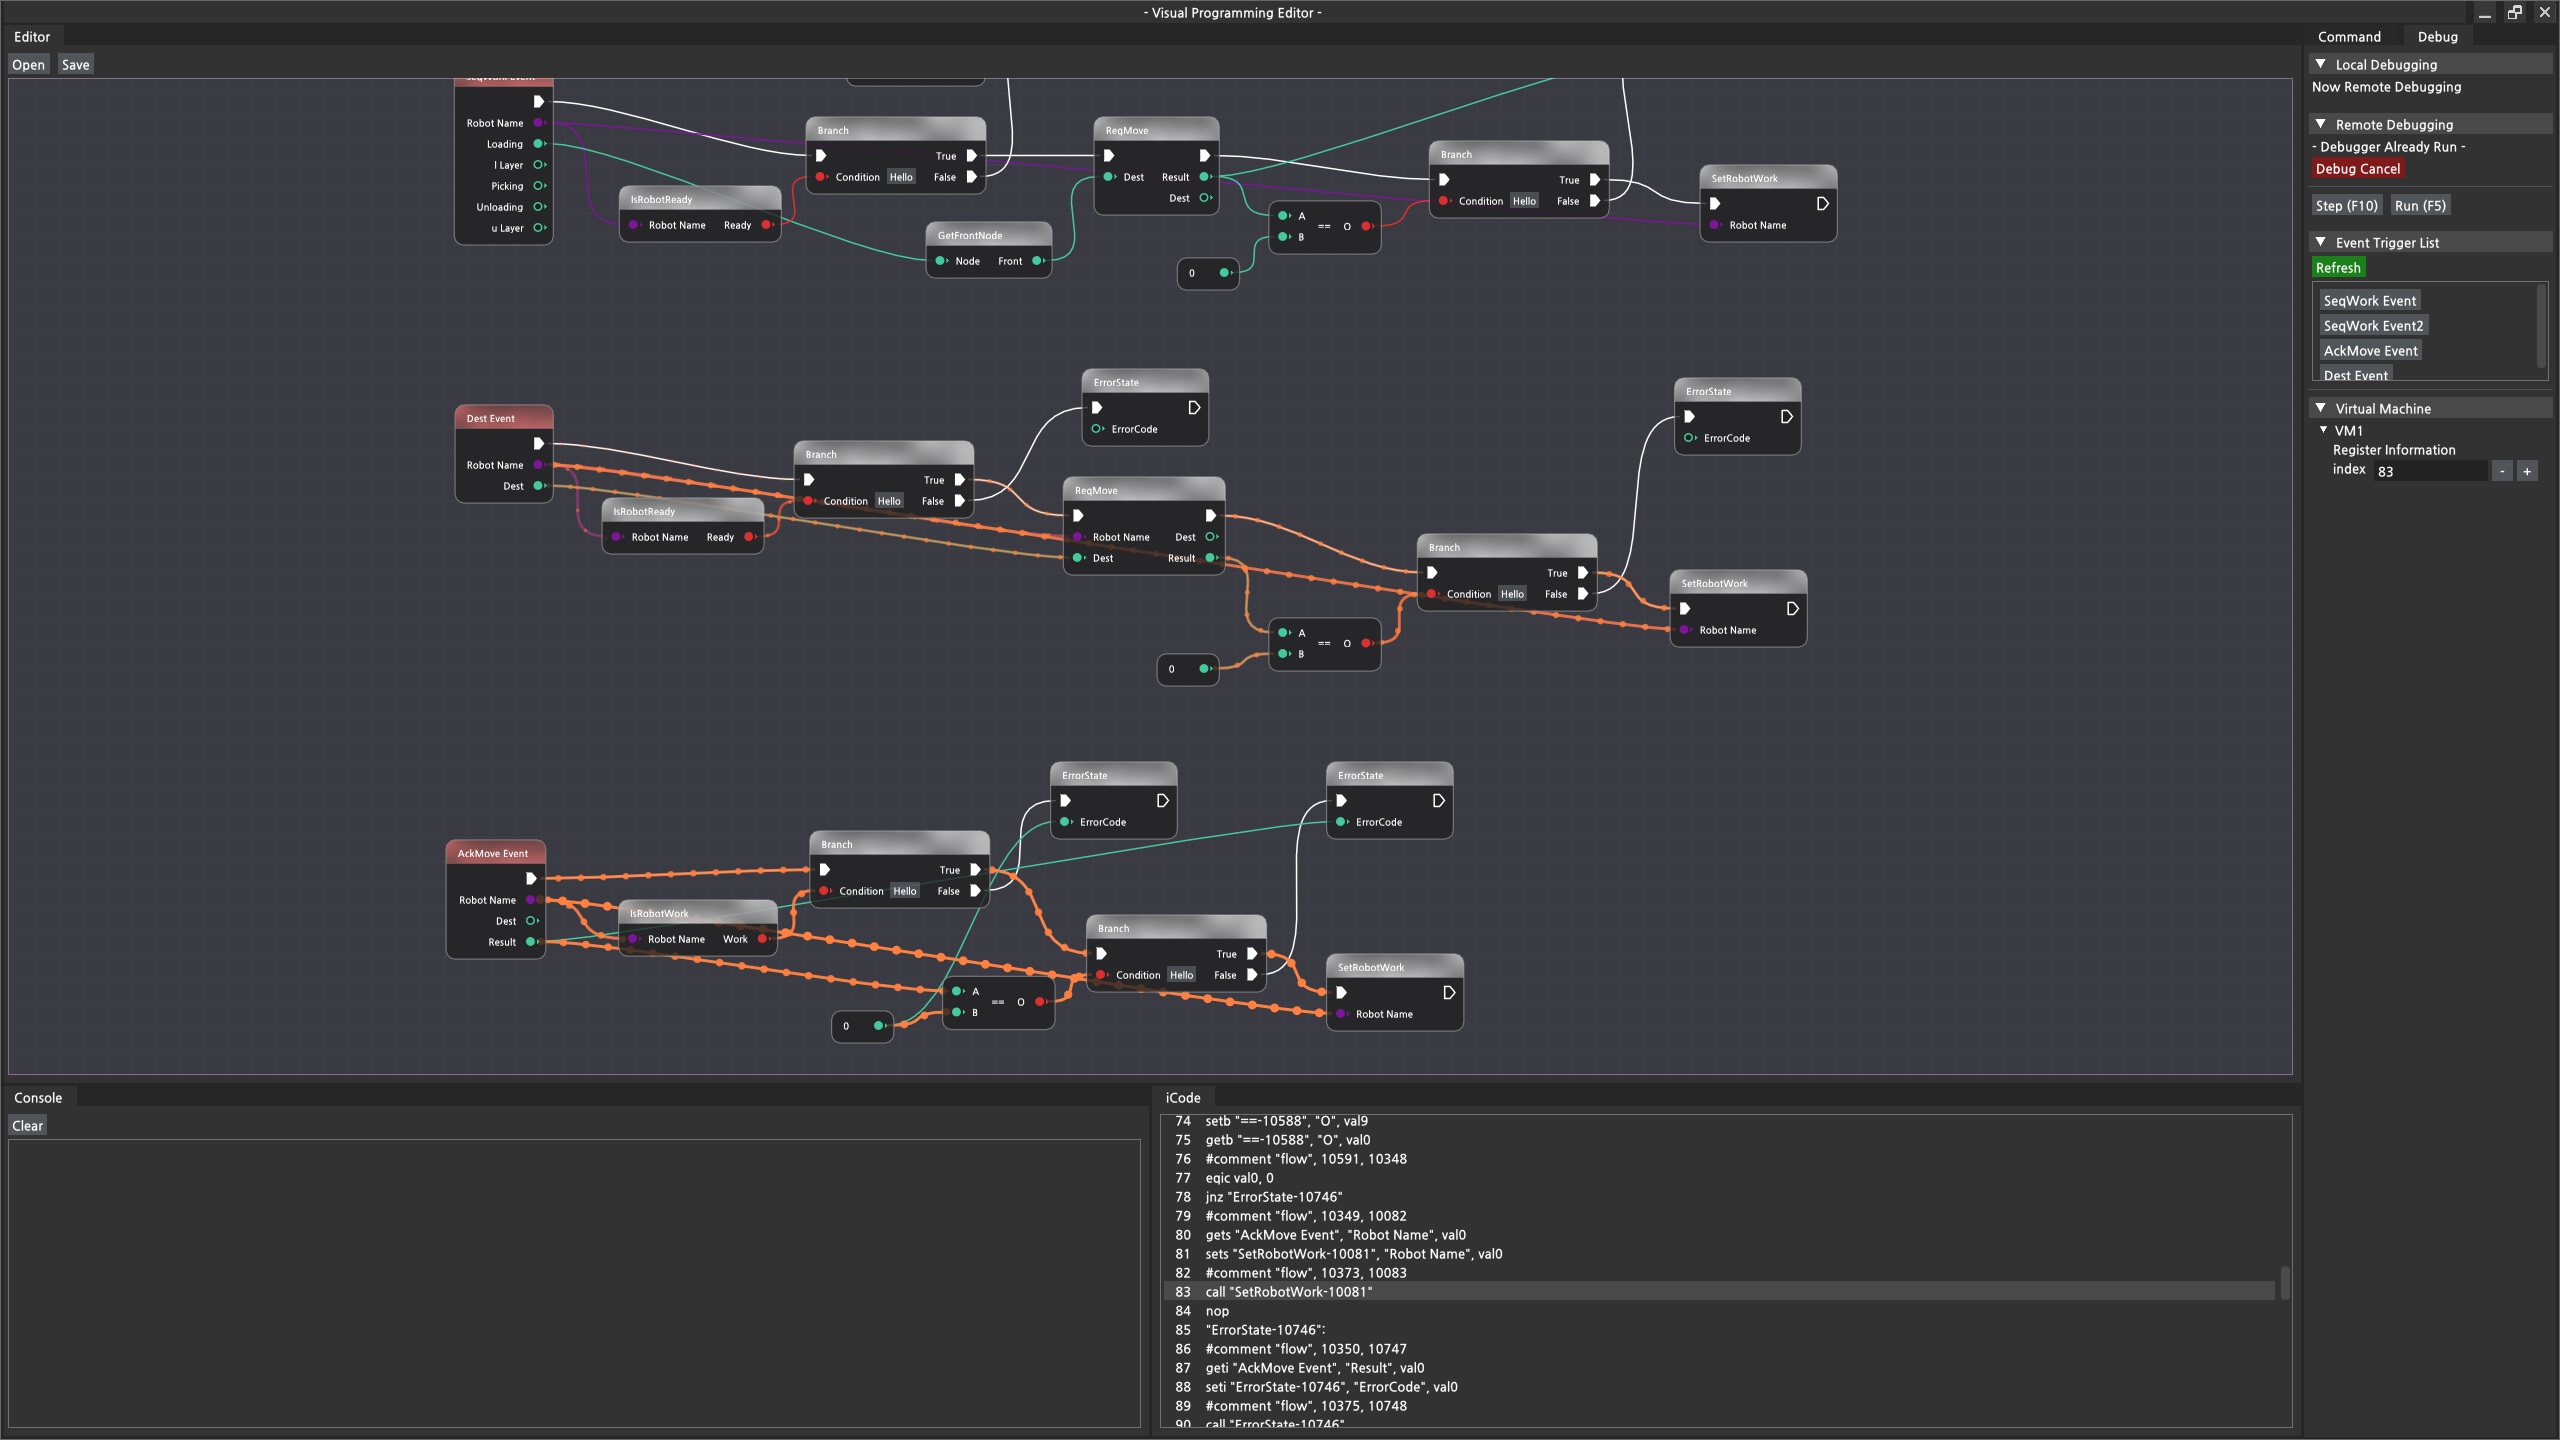 - Visual Programming Editor -
Editor
Open Save
SeqWork Event
Robot Name
Loading
l Layer
Picking
Unloading
u Layer
IsRobotReady
Robot Name Ready
Branch
True
Condition Hello False
GetFrontNode
Node Front
ReqMove
Dest Result
Dest
0
A
== O
B
Branch
True
Condition Hello False
SetRobotWork
Robot Name
Dest Event
Robot Name
Dest
IsRobotReady
Robot Name Ready
Branch
True
Condition Hello False
ErrorState
ErrorCode
ReqMove
Robot Name Dest
Dest Result
0
A
== O
B
Branch
True
Condition Hello False
ErrorState
ErrorCode
SetRobotWork
Robot Name
AckMove Event
Robot Name
Dest
Result
IsRobotWork
Robot Name Work
Branch
True
Condition Hello False
ErrorState
ErrorCode
0
A
== O
B
Branch
True
Condition Hello False
ErrorState
ErrorCode
SetRobotWork
Robot Name
Command Debug
Local Debugging
Now Remote Debugging
Remote Debugging
- Debugger Already Run -
Debug Cancel
Step (F10) Run (F5)
Event Trigger List
Refresh
SeqWork Event
SeqWork Event2
AckMove Event
Dest Event
Virtual Machine
VM1
Register Information
index 83 - +
Console
Clear
iCode
74 setb "==-10588", "O", val9
75 getb "==-10588", "O", val0
76 #comment "flow", 10591, 10348
77 eqic val0, 0
78 jnz "ErrorState-10746"
79 #comment "flow", 10349, 10082
80 gets "AckMove Event", "Robot Name", val0
81 sets "SetRobotWork-10081", "Robot Name", val0
82 #comment "flow", 10373, 10083
83 call "SetRobotWork-10081"
84 nop
85 "ErrorState-10746":
86 #comment "flow", 10350, 10747
87 geti "AckMove Event", "Result", val0
88 seti "ErrorState-10746", "ErrorCode", val0
89 #comment "flow", 10375, 10748
90 call "ErrorState-10746"